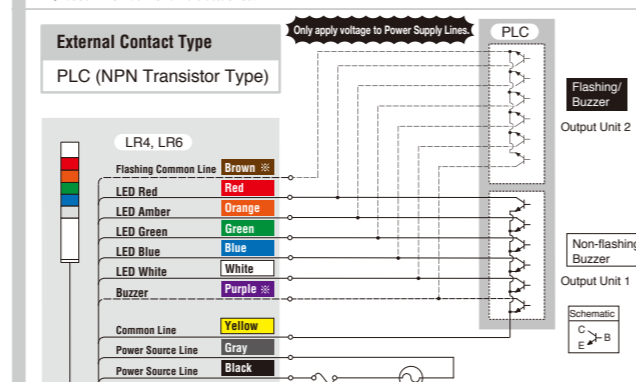 Only apply voltage to Power Supply Lines.
PLC
External Contact Type
PLC (NPN Transistor Type)
Flashing/
Buzzer
Output Unit 2
LR4, LR6
Flashing Common Line Brown ※
LED Red Red
LED Amber Orange
LED Green Green
LED Blue Blue
LED White White
Buzzer Purple ※
Non-flashing
Buzzer
Output Unit 1
Common Line Yellow
Power Source Line Gray
Power Source Line Black
Schematic
C
B
E